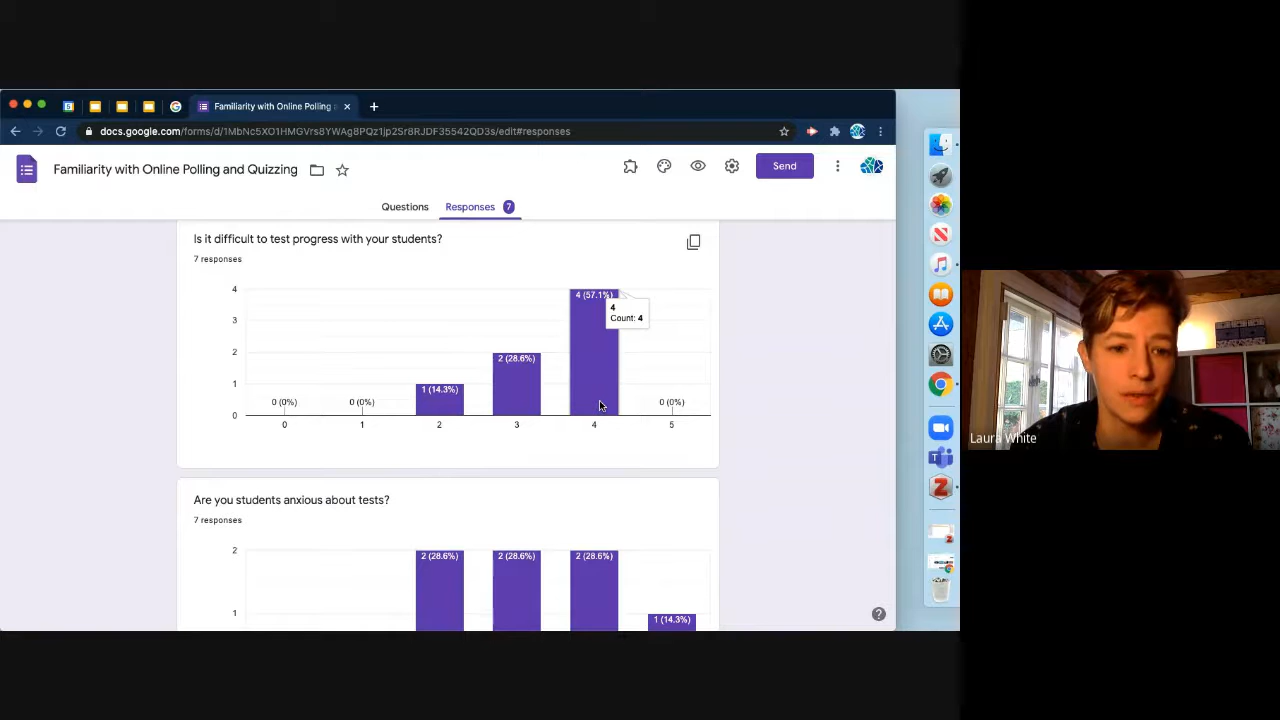 Familiarity with Online Polling
docs.google.com/forms/d/1MbNc5XO1HMGVrs8YWAg8PQz1jp2Sr8RJDF35542QD3s/edit#responses
Familiarity with Online Polling and Quizzing
Send
Questions
Responses 7
Is it difficult to test progress with your students?
7 responses
4
3
2
1
0
0 (0%)
0 (0%)
1 (14.3%)
2 (28.6%)
4 (57.1%)
0 (0%)
4
Count: 4
0 1 2 3 4 5
Are you students anxious about tests?
7 responses
2
1
2 (28.6%)
2 (28.6%)
2 (28.6%)
1 (14.3%)
Laura White